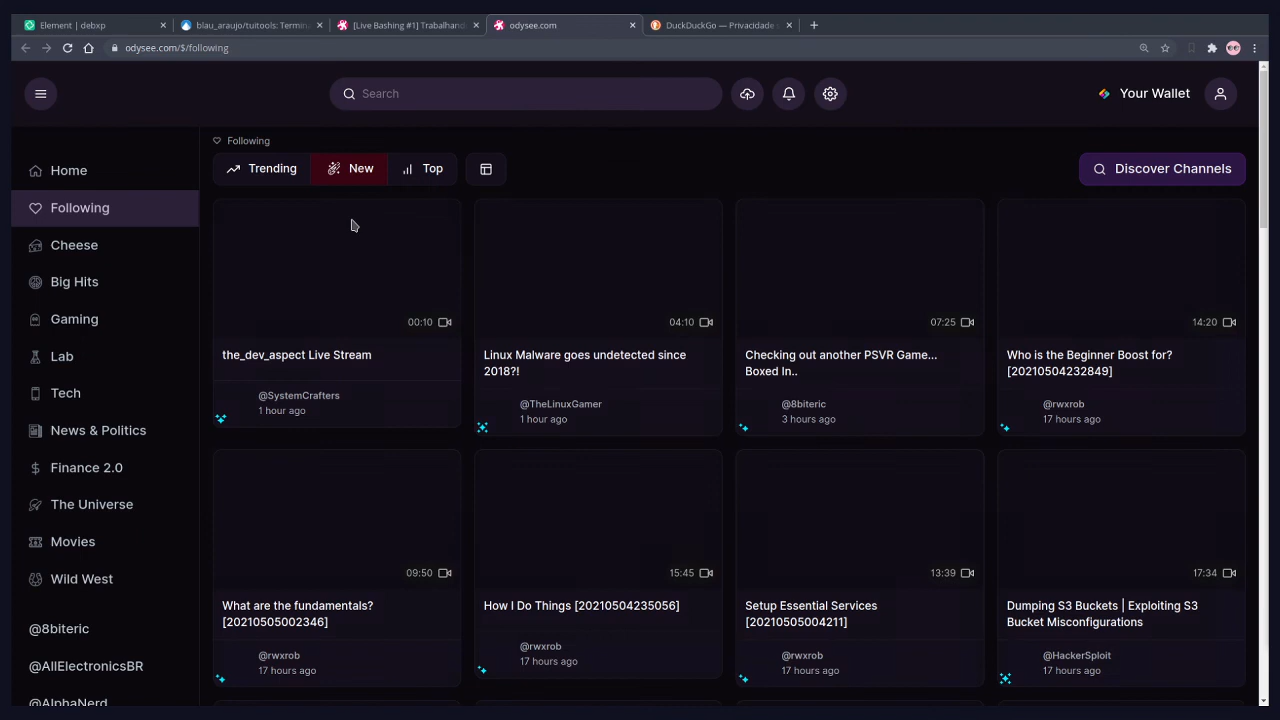 Element | debxp
blau_araujo/tuitools: Termin
[Live Bashing #1] Trabalhan
odysee.com
DuckDuckGo — Privacidade
odysee.com/$/following
Search
Your Wallet
Following
Trending
New
Top
Discover Channels
Home
Following
Cheese
Big Hits
Gaming
Lab
Tech
News & Politics
Finance 2.0
The Universe
Movies
Wild West
@8biteric
@AllElectronicsBR
@AlphaNerd
00:10
the_dev_aspect Live Stream
@SystemCrafters
1 hour ago
04:10
Linux Malware goes undetected since
2018?!
@TheLinuxGamer
1 hour ago
07:25
Checking out another PSVR Game...
Boxed In..
@8biteric
3 hours ago
14:20
Who is the Beginner Boost for?
[20210504232849]
@rwxrob
17 hours ago
09:50
What are the fundamentals?
[20210505002346]
@rwxrob
17 hours ago
15:45
How I Do Things [20210504235056]
@rwxrob
17 hours ago
13:39
Setup Essential Services
[20210505004211]
@rwxrob
17 hours ago
17:34
Dumping S3 Buckets | Exploiting S3
Bucket Misconfigurations
@HackerSploit
17 hours ago